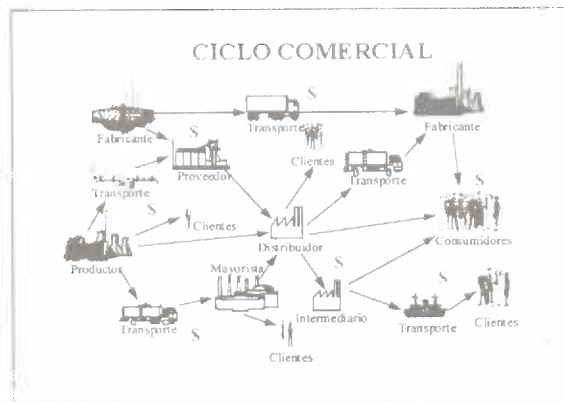 CICLO COMERCIAL
S
Transporte
Fabricante
Fabricante
S
Clientes
Proveedor
Transporte
Transporte
S
S
Clientes
Consumidores
Distribuidor
Productor
Mayorista
S
S
Transporte
S
Intermediario
Transporte
Clientes
Clientes